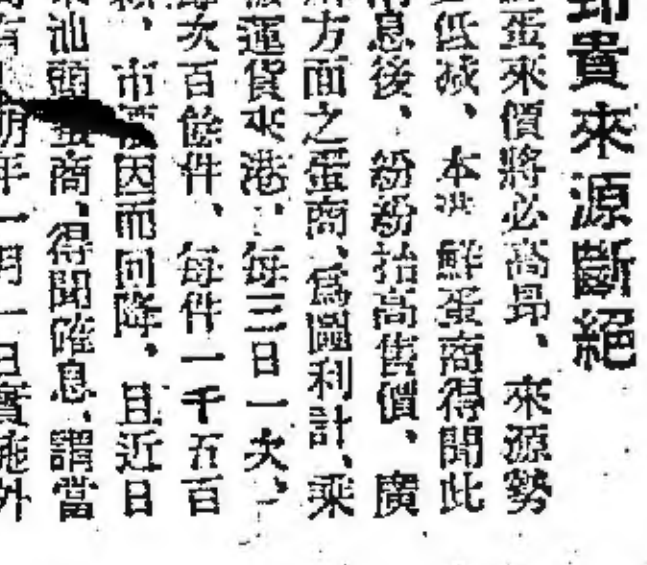 昂貴來源斷絕
蛋來價將必高昂、來源勢
低減、本港鮮蛋商得聞此
息後、紛紛抬高售價、廣
方面之蛋商、爲圖利計、乘
運貨來港、每三日一次、
每次百餘件、每件一千五百
市價因而回降、且近日
汕頭蛋商、得聞確息、謂當
明年一月一日實施外